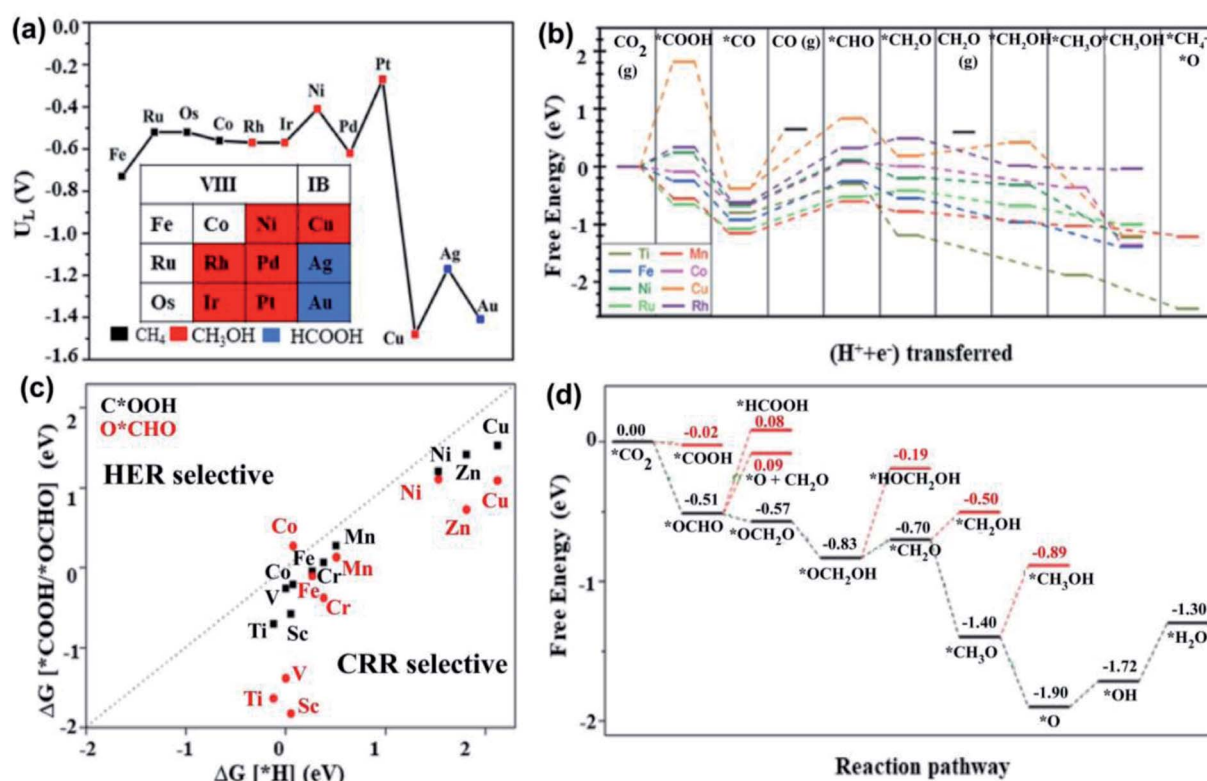 (a)
0.0
-0.2
-0.4
-0.6
-0.8
-1.0
-1.2
-1.4
-1.6
U_L (V)
Fe
Ru
Os
Co
Rh
Ir
Ni
Pd
Pt
Cu
Ag
Au
VIII IB
Fe Co Ni Cu
Ru Rh Pd Ag
Os Ir Pt Au
CH₄ CH₃OH HCOOH
(b)
CO₂ (g) *COOH *CO CO (g) *CHO *CH₂O CH₂O (g) *CH₂OH *CH₃O *CH₃OH *CH₄- *O
2
1
0
-1
-2
Free Energy (eV)
Ti Mn
Fe Co
Ni Cu
Ru Rh
(H⁺+e⁻) transferred
(c)
C*OOH
O*CHO
HER selective
CRR selective
2
1
0
-1
-2
ΔG [*COOH/*OCHO] (eV)
Cu
Ni
Zn
Ni
Cu
Zn
Co
Mn
Fe
Cr
Mn
Co
Fe
V
Cr
Ti
Sc
V
Ti
Sc
-2 -1 0 1 2
ΔG [*H] (eV)
(d)
0
-1
-2
Free Energy (eV)
0.00
*CO₂
-0.02
*COOH
*HCOOH
0.08
0.09
*O + CH₂O
-0.51
*OCHO
-0.57
*OCH₂O
-0.83
*OCH₂OH
-0.19
*HOCH₂OH
-0.70
*CH₂O
-0.50
*CH₂OH
-1.40
*CH₃O
-0.89
*CH₃OH
-1.90
*O
-1.72
*OH
-1.30
*H₂O
Reaction pathway